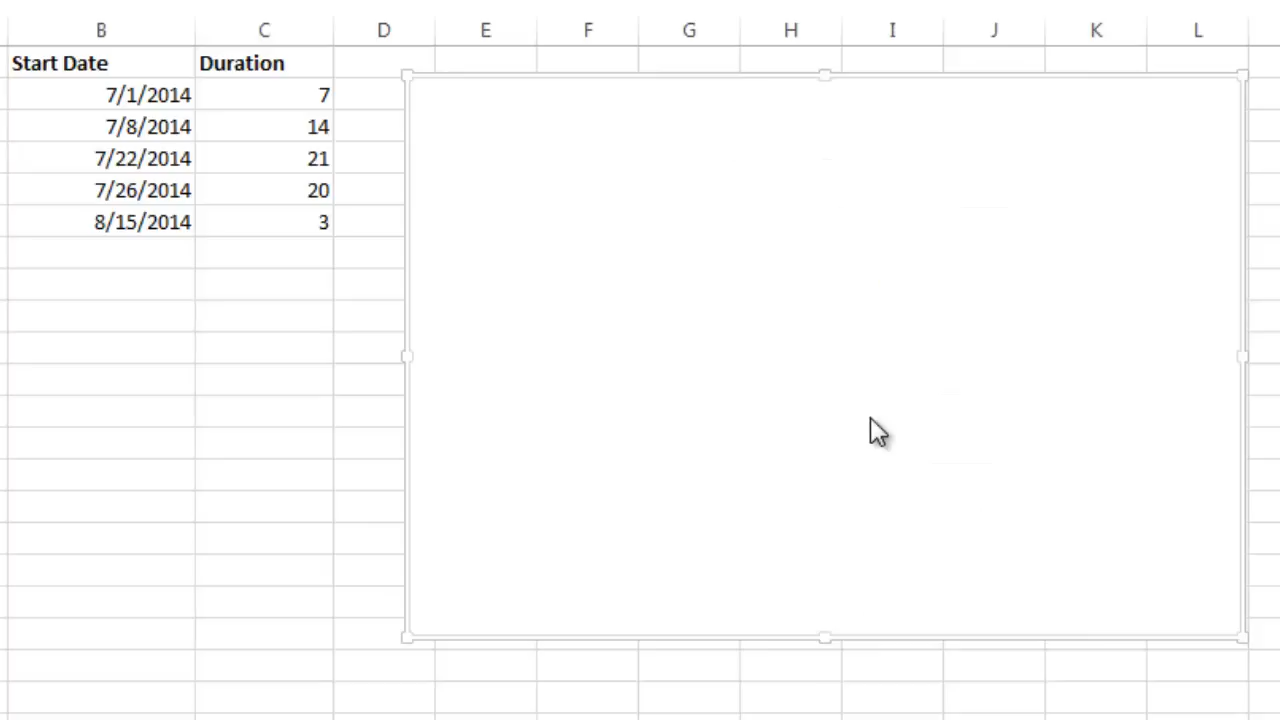 B C D E F G H I J K L
Start Date Duration
7/1/2014 7
7/8/2014 14
7/22/2014 21
7/26/2014 20
8/15/2014 3